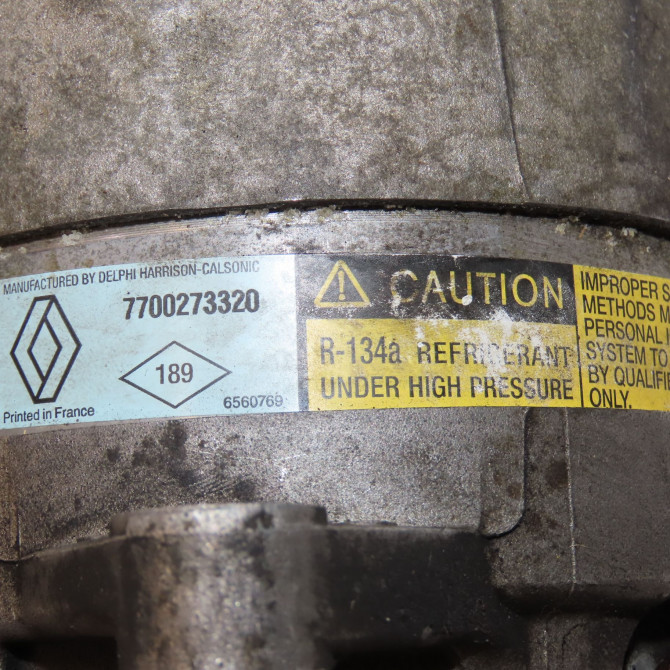 MANUFACTURED BY DELPHI HARRISON-CALSONIC
7700273320
189
Printed in France
6560769
CAUTION
R-134a REFRIGERANT
UNDER HIGH PRESSURE
IMPROPER S
METHODS M
PERSONAL I
SYSTEM TO
BY QUALIFIE
ONLY.